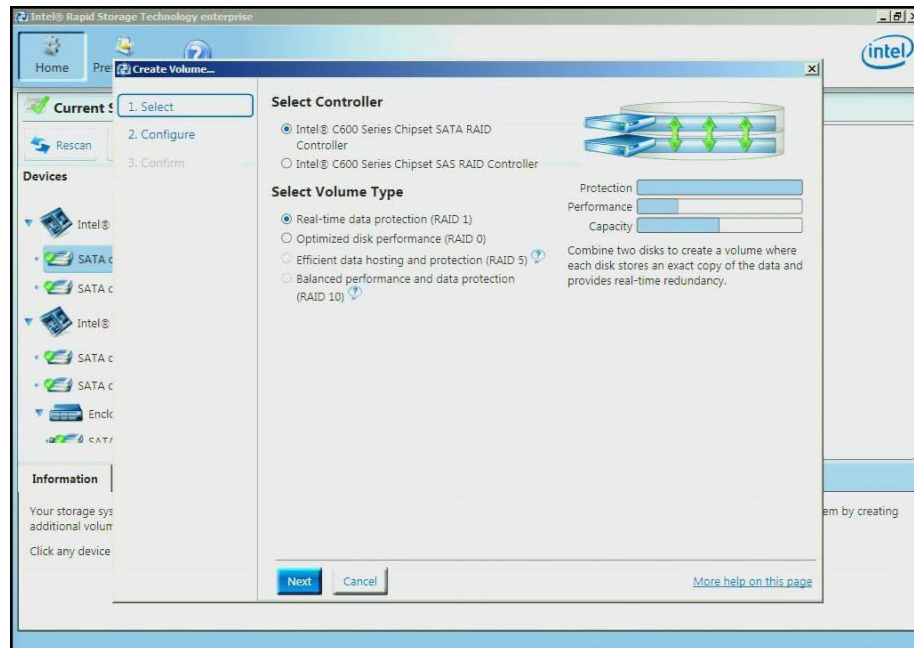 Intel® Rapid Storage Technology enterprise
Home
intel
Create Volume...
Current
Rescan
Devices
Intel®
SATA
SATA
Intel®
SATA
SATA
Information
Your storage
additional
Click any device
em by creating
1. Select
2. Configure
3. Confirm
Select Controller
Intel® C600 Series Chipset SATA RAID
Controller
Intel® C600 Series Chipset SAS RAID Controller
Select Volume Type
Real-time data protection (RAID 1)
Optimized disk performance (RAID 0)
Efficient data hosting and protection (RAID 5)
Balanced performance and data protection
(RAID 10)
Protection
Performance
Capacity
Combine two disks to create a volume where
each disk stores an exact copy of the data and
provides real-time redundancy.
Next
Cancel
More help on this page